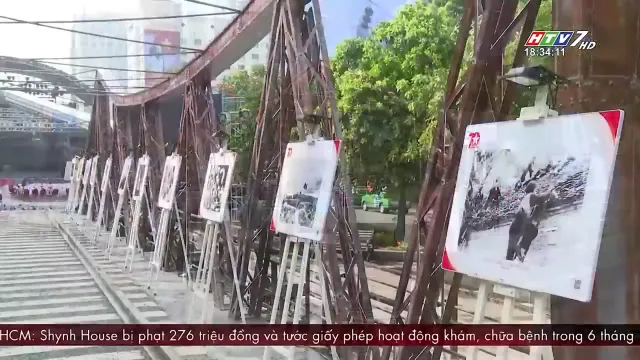 HTV7 HD
18:34:11
70
HCM: Shynh House bị phạt 276 triệu đồng và tước giấy phép hoạt động khám, chữa bệnh trong 6 tháng